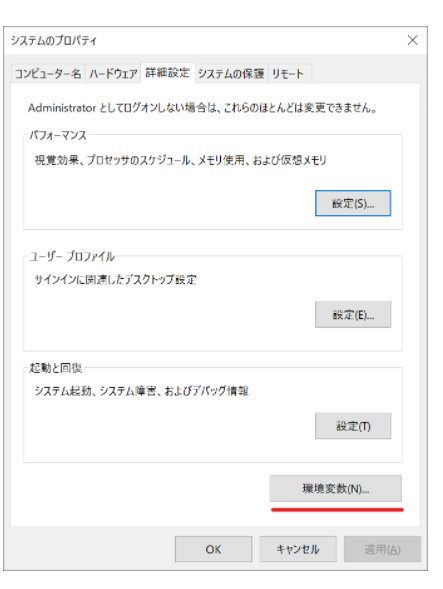 システムのプロパティ
コンピューター名 ハードウェア 詳細設定 システムの保護 リモート
Administrator としてログオンしない場合は、これらのほとんどは変更できません。
パフォーマンス
視覚効果、プロセッサのスケジュール、メモリ使用、および仮想メモリ
設定(S)...
ユーザー プロファイル
サインインに関連したデスクトップ設定
設定(E)...
起動と回復
システム起動、システム障害、およびデバッグ情報
設定(T)
環境変数(N)...
OK キャンセル 適用(A)